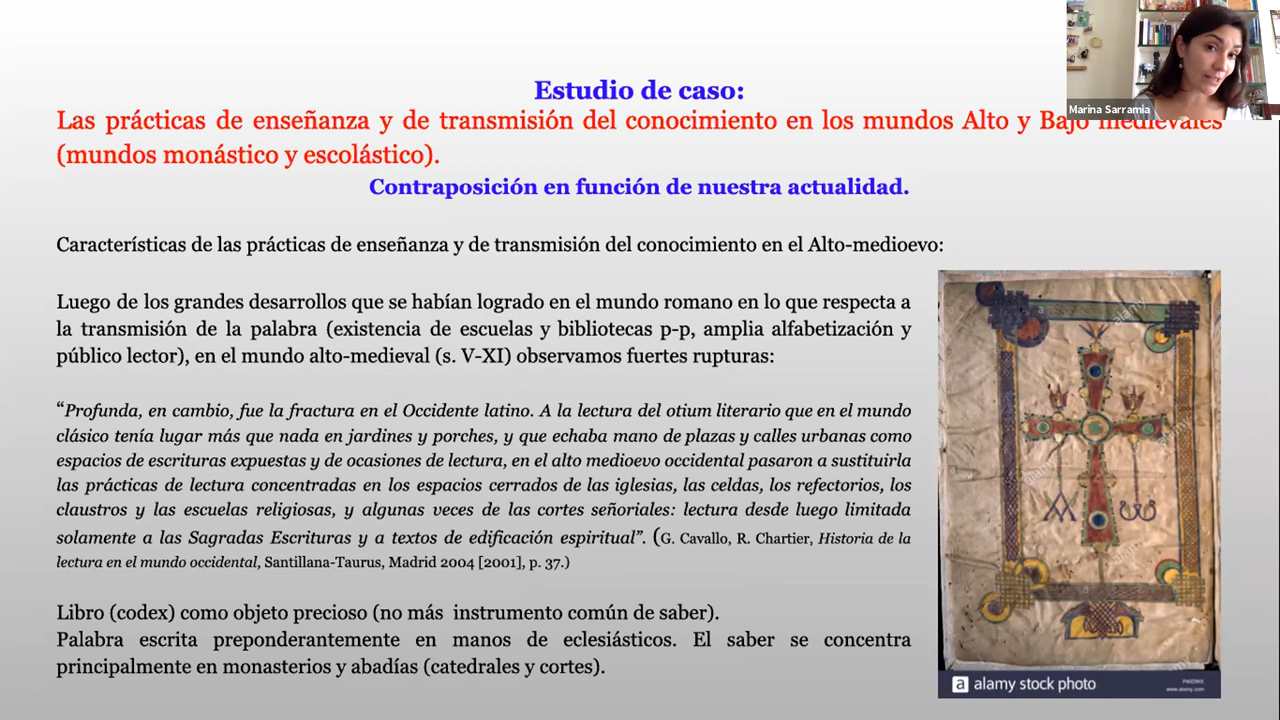 Estudio de caso:
Las prácticas de enseñanza y de transmisión del conocimiento en los mundos Alto y Bajo medievales
(mundos monástico y escolástico).
Contraposición en función de nuestra actualidad.
Marina Sarramia
Características de las prácticas de enseñanza y de transmisión del conocimiento en el Alto-medioevo:
Luego de los grandes desarrollos que se habían logrado en el mundo romano en lo que respecta a
la transmisión de la palabra (existencia de escuelas y bibliotecas p-p, amplia alfabetización y
público lector), en el mundo alto-medieval (s. V-XI) observamos fuertes rupturas:
“Profunda, en cambio, fue la fractura en el Occidente latino. A la lectura del otium literario que en el mundo
clásico tenía lugar más que nada en jardines y porches, y que echaba mano de plazas y calles urbanas como
espacios de escrituras expuestas y de ocasiones de lectura, en el alto medioevo occidental pasaron a sustituirla
las prácticas de lectura concentradas en los espacios cerrados de las iglesias, las celdas, los refectorios, los
claustros y las escuelas religiosas, y algunas veces de las cortes señoriales: lectura desde luego limitada
solamente a las Sagradas Escrituras y a textos de edificación espiritual”. (G. Cavallo, R. Chartier, Historia de la
lectura en el mundo occidental, Santillana-Taurus, Madrid 2004 [2001], p. 37.)
Libro (codex) como objeto precioso (no más instrumento común de saber).
Palabra escrita preponderantemente en manos de eclesiásticos. El saber se concentra
principalmente en monasterios y abadías (catedrales y cortes).
alamy
a alamy stock photo
www.alamy.com